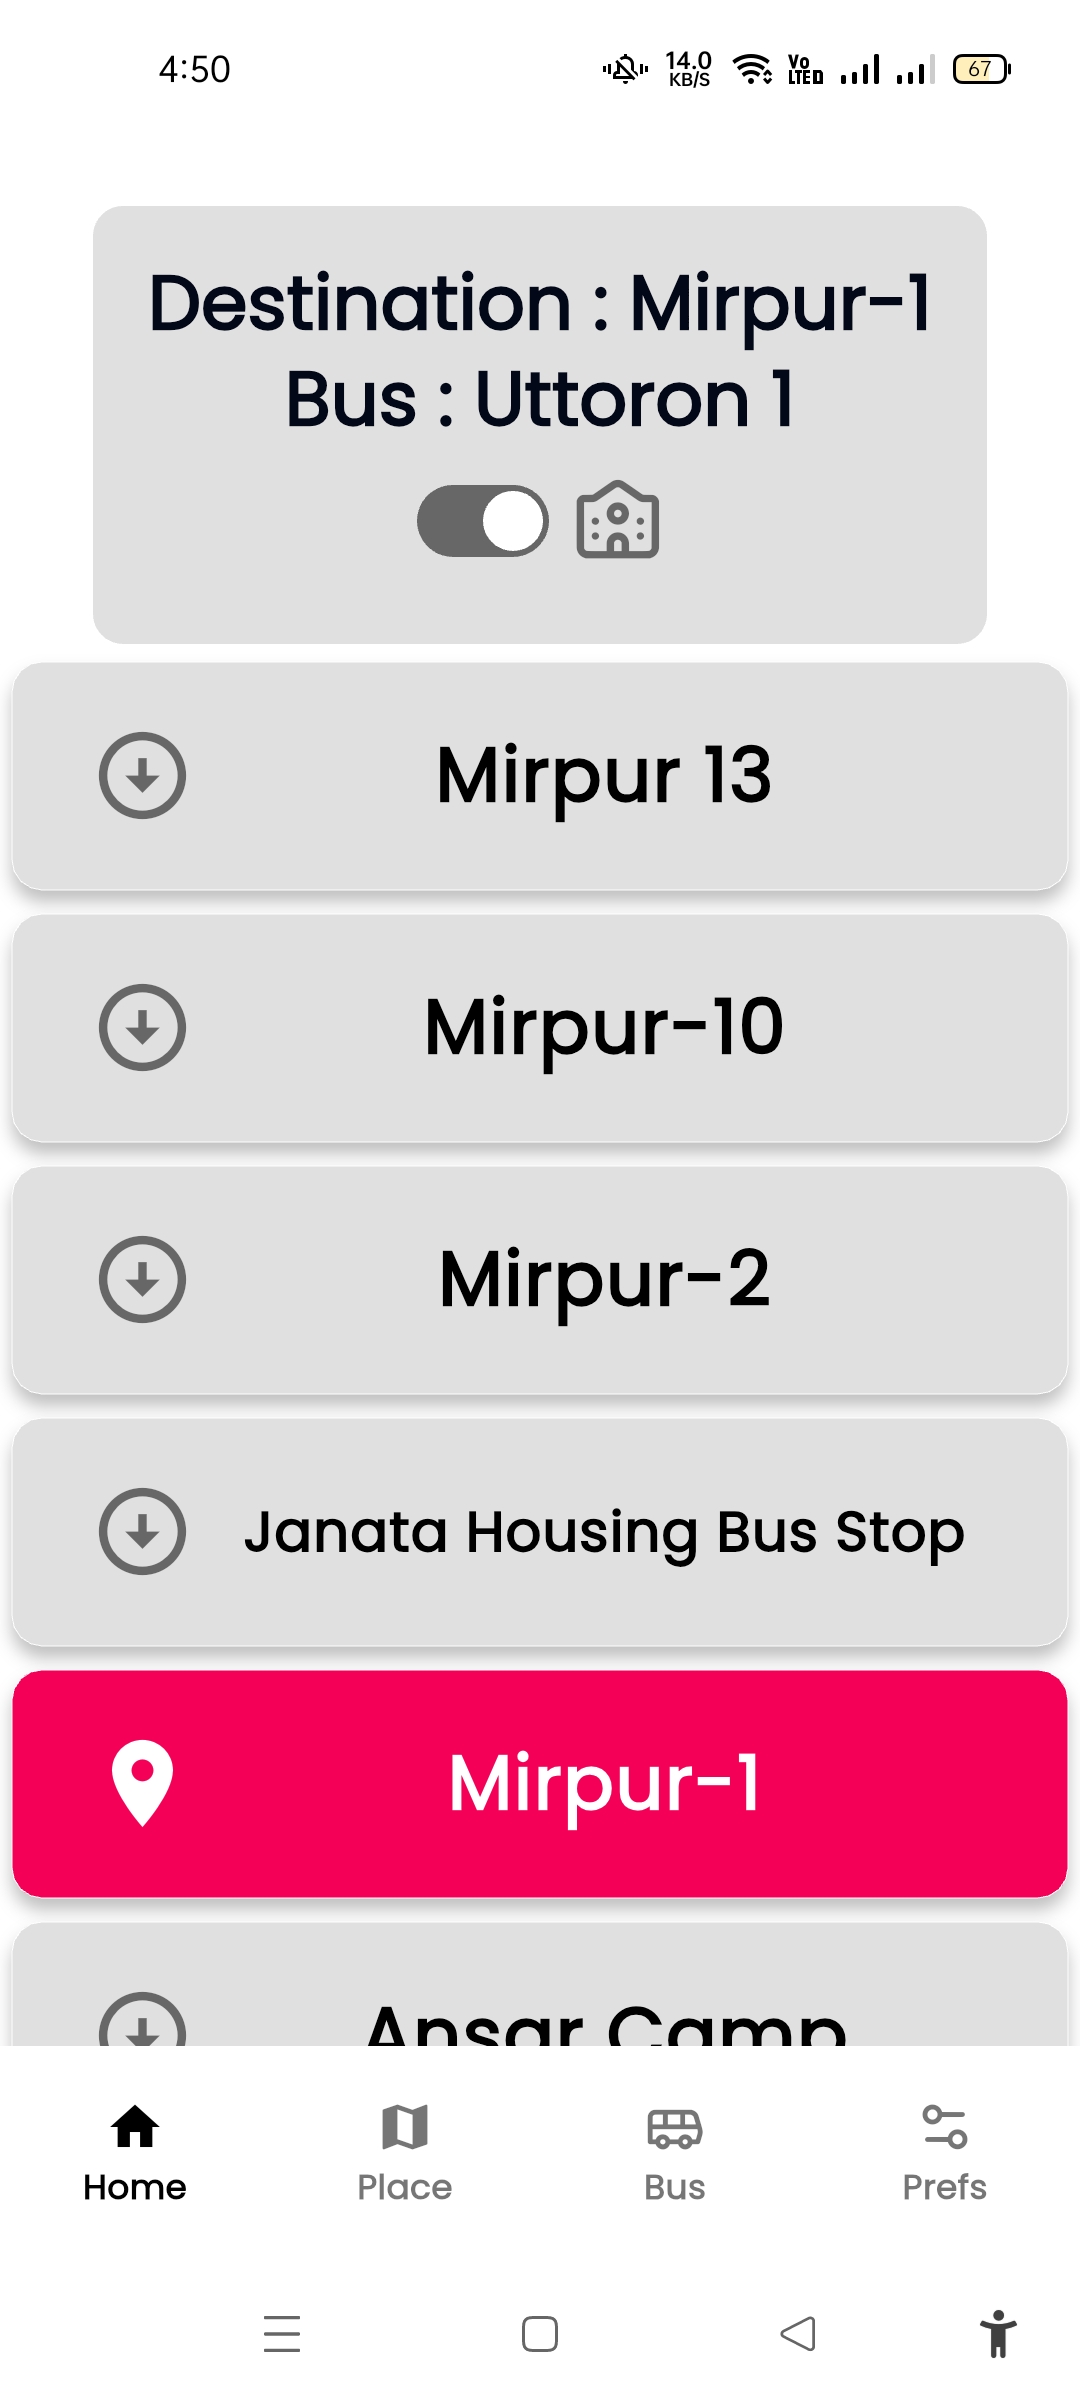 4:50
14.0
KB/S
Vo
LTE
67
Destination : Mirpur-1
Bus : Uttoron 1
Mirpur 13
Mirpur-10
Mirpur-2
Janata Housing Bus Stop
Mirpur-1
Ansar Camp
Home
Place
Bus
Prefs